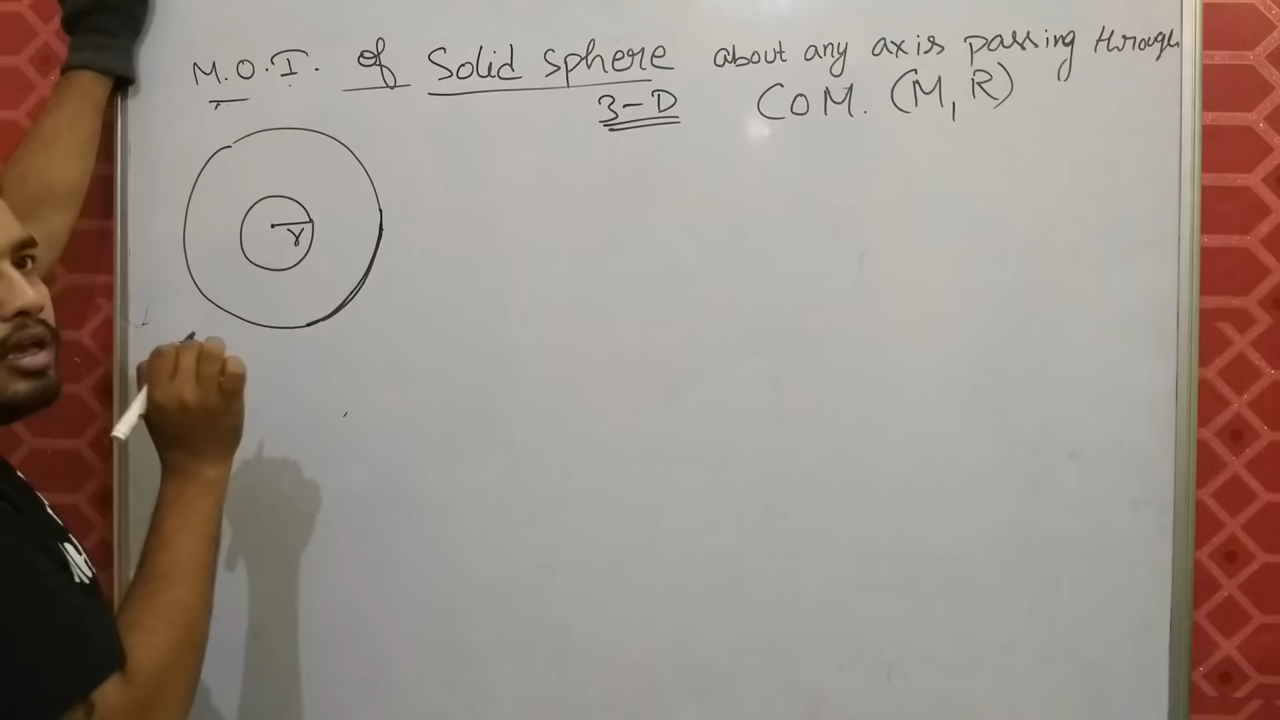 M.O.I. of Solid sphere about any axis passing through
3-D COM. (M, R)
r